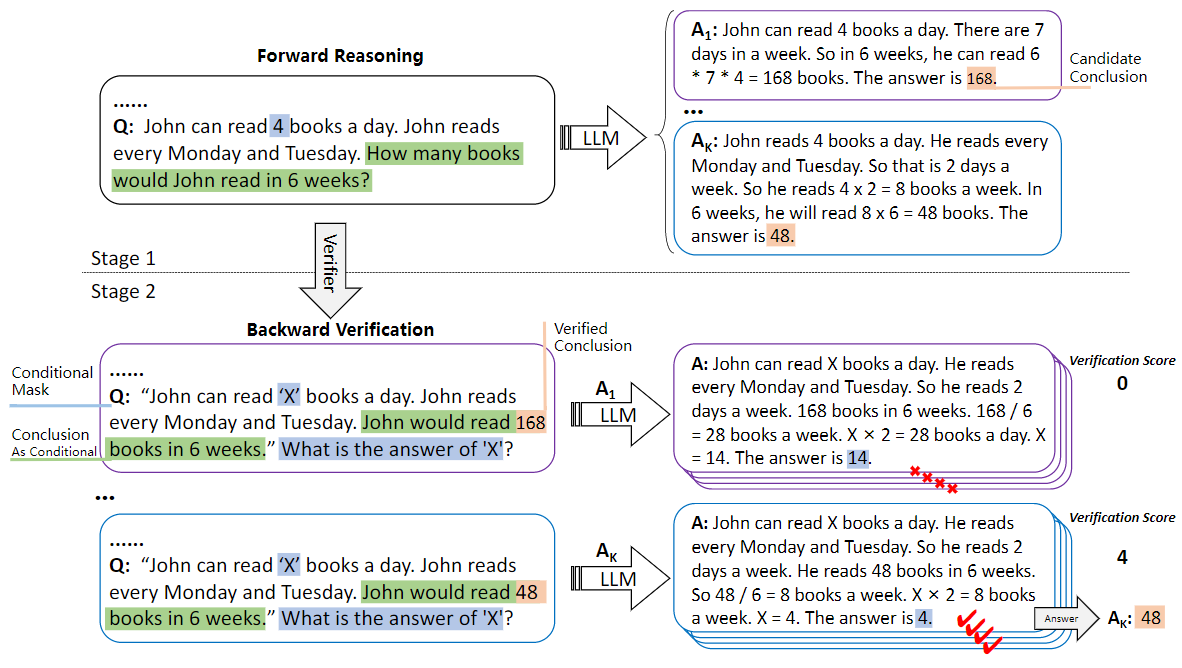 Forward Reasoning
......
Q: John can read 4 books a day. John reads
every Monday and Tuesday. How many books
would John read in 6 weeks?
LLM
A1: John can read 4 books a day. There are 7
days in a week. So in 6 weeks, he can read 6
* 7 * 4 = 168 books. The answer is 168.
Candidate
Conclusion
...
AK: John reads 4 books a day. He reads every
Monday and Tuesday. So that is 2 days a
week. So he reads 4 x 2 = 8 books a week. In
6 weeks, he will read 8 x 6 = 48 books. The
answer is 48.
Verifier
Stage 1
Stage 2
Backward Verification
Verified
Conclusion
Conditional
Mask
Conclusion
As Conditional
......
Q: “John can read ‘X’ books a day. John reads
every Monday and Tuesday. John would read 168
books in 6 weeks.” What is the answer of 'X'?
A1
LLM
A: John can read X books a day. He reads
every Monday and Tuesday. So he reads 2
days a week. 168 books in 6 weeks. 168 / 6
= 28 books a week. X × 2 = 28 books a day. X
= 14. The answer is 14.
Verification Score
0
...
......
Q: “John can read ‘X’ books a day. John reads
every Monday and Tuesday. John would read 48
books in 6 weeks.” What is the answer of 'X'?
AK
LLM
A: John can read X books a day. He reads
every Monday and Tuesday. So he reads 2
days a week. He reads 48 books in 6 weeks.
So 48 / 6 = 8 books a week. X × 2 = 8 books
a week. X = 4. The answer is 4.
Verification Score
4
Answer
AK: 48